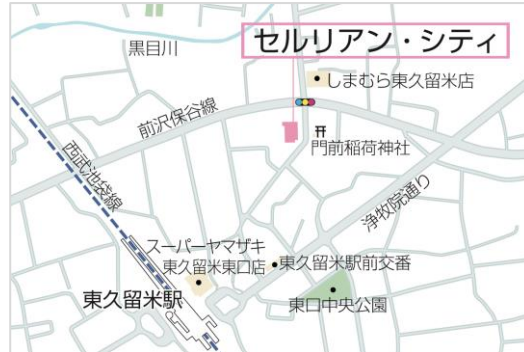 黒目川
セルリアン・シティ
しまむら東久留米店
前沢保谷線
門前稲荷神社
西武池袋線
浄牧院通り
スーパーヤマザキ
東久留米東口店
東久留米駅前交番
東久留米駅
東口中央公園